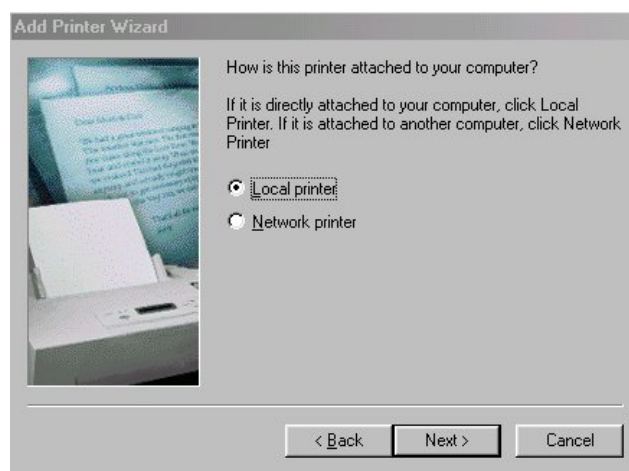 Add Printer Wizard
How is this printer attached to your computer?
If it is directly attached to your computer, click Local
Printer. If it is attached to another computer, click Network
Printer
Local printer
Network printer
< Back
Next >
Cancel